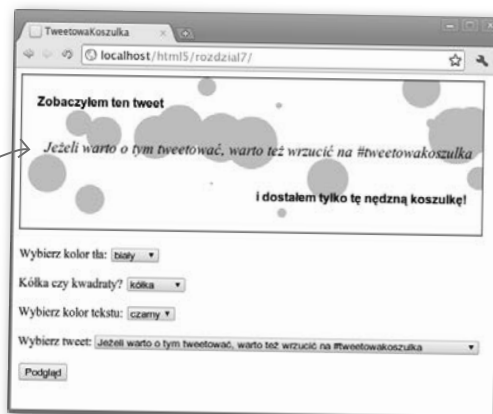 TweetowaKoszulka
localhost/html5/rozdzial7/
Zobaczyłem ten tweet
Jeżeli warto o tym tweetować, warto też wrzucić na #tweetowakoszulka
i dostałem tylko tę nędzną koszulkę!
Wybierz kolor tła: biały
Kółka czy kwadraty? kółka
Wybierz kolor tekstu: czarny
Wybierz tweet: Jeżeli warto o tym tweetować, warto też wrzucić na #tweetowakoszulka
Podgląd